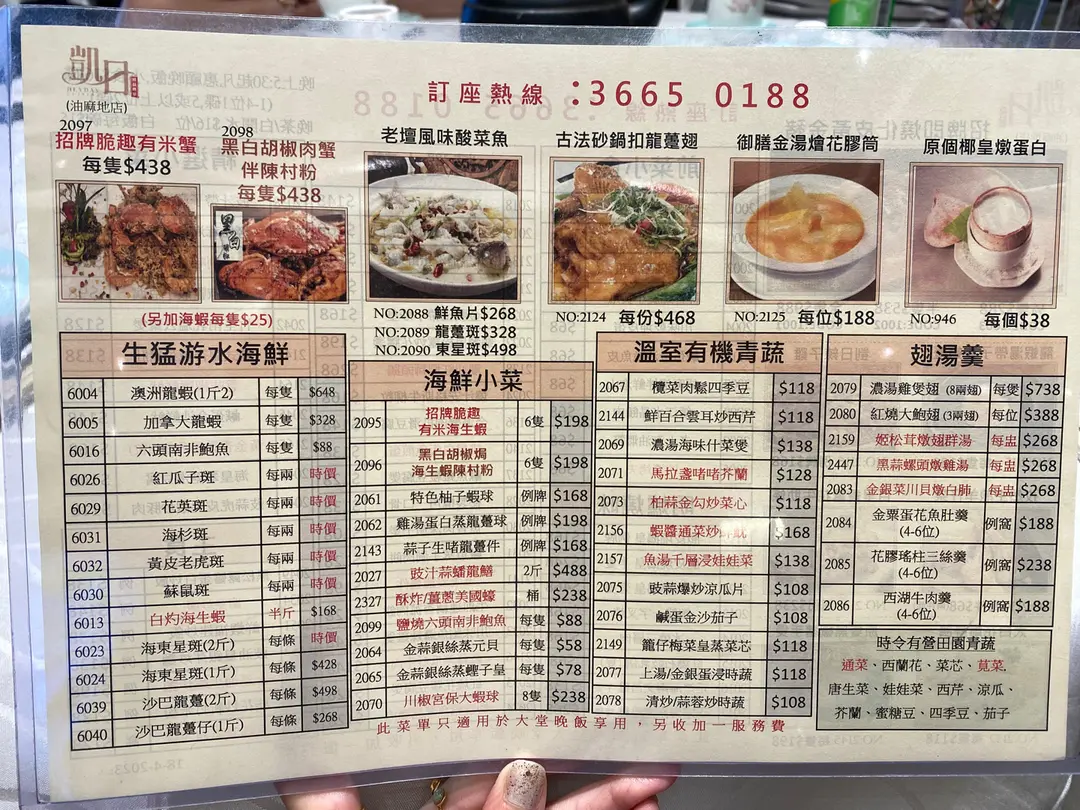 凱日
(油麻地店)
訂座熱線：3665 0188
2097
招牌脆趣有米蟹
每隻$438
2098
黑白胡椒肉蟹
伴陳村粉
每隻$438
(另加海蝦每隻$25)
老壇風味酸菜魚
NO:2088 鮮魚片$268
NO:2089 龍躉斑$328
NO:2090 東星斑$498
古法砂鍋扣龍躉翅
NO:2124 每份$468
御膳金湯燴花膠筒
NO:2125 每位$188
原個椰皇燉蛋白
NO:946 每個$38
生猛游水海鮮
6004 澳洲龍蝦(1斤2) 每隻 $648
6005 加拿大龍蝦 每隻 $328
6016 六頭南非鮑魚 每隻 $88
6026 紅瓜子斑 每兩 時價
6029 花英斑 每兩 時價
6031 海杉斑 每兩 時價
6032 黃皮老虎斑 每兩 時價
6030 蘇鼠斑 每兩 時價
6013 白灼海生蝦 半斤 $168
6023 海東星斑(2斤) 每條 時價
6024 海東星斑(1斤) 每條 $428
6039 沙巴龍躉(2斤) 每條 $498
6040 沙巴龍躉仔(1斤) 每條 $268
海鮮小菜
2095 招牌脆趣
有米海生蝦 6隻 $198
2096 黑白胡椒焗
海生蝦陳村粉 6隻 $198
2061 特色柚子蝦球 例牌 $168
2062 雞湯蛋白蒸龍躉球 例牌 $198
2143 蒜子生啫龍躉件 例牌 $168
2027 豉汁蒜蟠龍鱔 2斤 $488
2327 酥炸/薑蔥美國蠔 桶 $238
2099 鹽燒六頭南非鮑魚 每隻 $88
2064 金蒜銀絲蒸元貝 每隻 $58
2065 金蒜銀絲蒸蟶子皇 每隻 $78
2070 川椒宮保大蝦球 8隻 $238
溫室有機青蔬
2067 欖菜肉鬆四季豆 $118
2144 鮮百合雲耳炒西芹 $118
2069 濃湯海味什菜煲 $138
2071 馬拉盞啫啫芥蘭 $128
2073 柏蒜金勾炒菜心 $118
2156 蝦醬通菜炒鮮魷 $168
2157 魚湯千層浸娃娃菜 $138
2075 豉蒜爆炒涼瓜片 $108
2076 鹹蛋金沙茄子 $108
2149 籠仔梅菜皇蒸菜芯 $118
2077 上湯/金銀蛋浸時蔬 $118
2078 清炒/蒜蓉炒時蔬 $108
翅湯羹
2079 濃湯雞煲翅 (8兩翅) 每煲 $738
2080 紅燒大鮑翅 (3兩翅) 每位 $388
2159 姬松茸燉翅群湯 每盅 $268
2447 黑蒜螺頭燉雞湯 每盅 $268
2083 金銀菜川貝燉白肺 每盅 $268
2084 金粟蛋花魚肚羹
(4-6位) 例窩 $188
2085 花膠瑤柱三絲羹
(4-6位) 例窩 $238
2086 西湖牛肉羹
(4-6位) 例窩 $188
時令有營田園青蔬
通菜、西蘭花、菜芯、莧菜、
唐生菜、娃娃菜、西芹、涼瓜、
芥蘭、蜜糖豆、四季豆、茄子
此菜單只適用於大堂晚飯享用，另收加一服務費